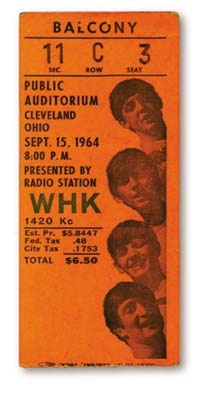 BALCONY
11 C 3
SEC. ROW SEAT
PUBLIC
AUDITORIUM
CLEVELAND
OHIO
SEPT. 15, 1964
8:00 P.M.
PRESENTED BY
RADIO STATION
WHK
1420 Kc
Est. Pr. $5.8447
Fed. Tax .48
City Tax .1753
TOTAL $6.50